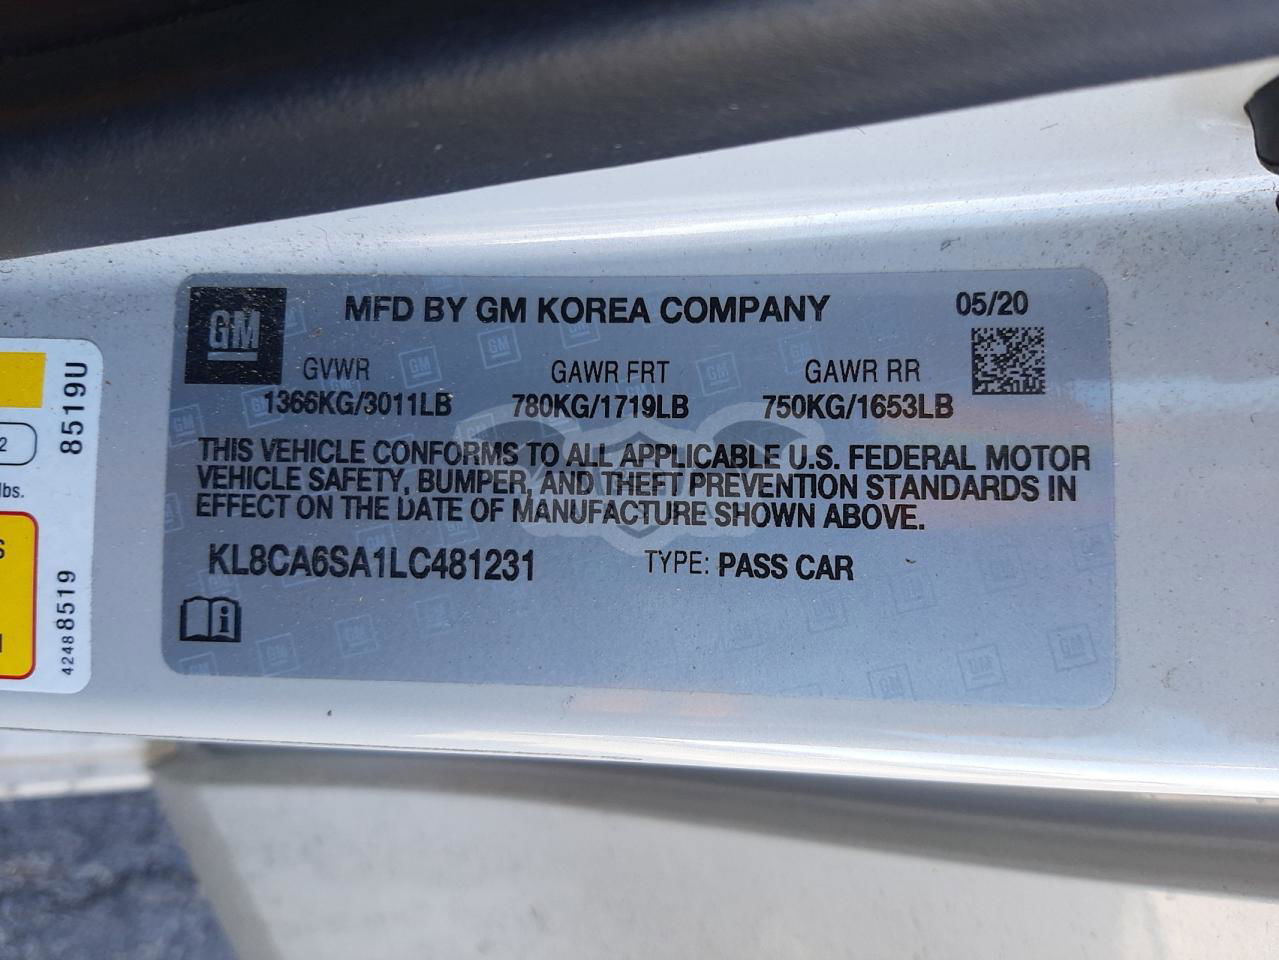 GM
MFD BY GM KOREA COMPANY
05/20
GVWR
GAWR FRT
GAWR RR
1366KG/3011LB
780KG/1719LB
750KG/1653LB
THIS VEHICLE CONFORMS TO ALL APPLICABLE U.S. FEDERAL MOTOR
VEHICLE SAFETY, BUMPER, AND THEFT PREVENTION STANDARDS IN
EFFECT ON THE DATE OF MANUFACTURE SHOWN ABOVE.
KL8CA6SA1LC481231
TYPE: PASS CAR
8519U
2
lbs.
S
42488519